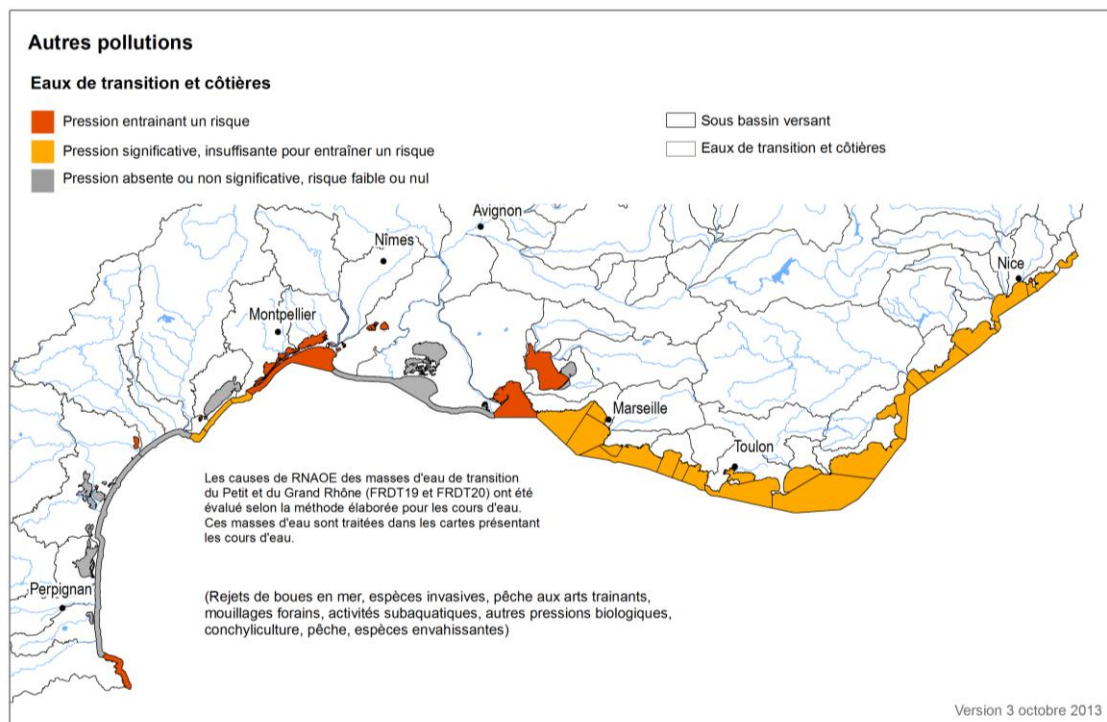 Autres pollutions
Eaux de transition et côtières
Pression entrainant un risque
Pression significative, insuffisante pour entraîner un risque
Pression absente ou non significative, risque faible ou nul
Sous bassin versant
Eaux de transition et côtières
Avignon
Nimes
Nice
Montpellier
Marseille
Toulon
Les causes de RNAOE des masses d'eau de transition
du Petit et du Grand Rhône (FRDT19 et FRDT20) ont été
évalué selon la méthode élaborée pour les cours d'eau.
Ces masses d'eau sont traitées dans les cartes présentant
les cours d'eau.
Perpignan
(Rejets de boues en mer, espèces invasives, pêche aux arts trainants,
mouillages forains, activités subaquatiques, autres pressions biologiques,
conchyliculture, pêche, espèces envahissantes)
Version 3 octobre 2013